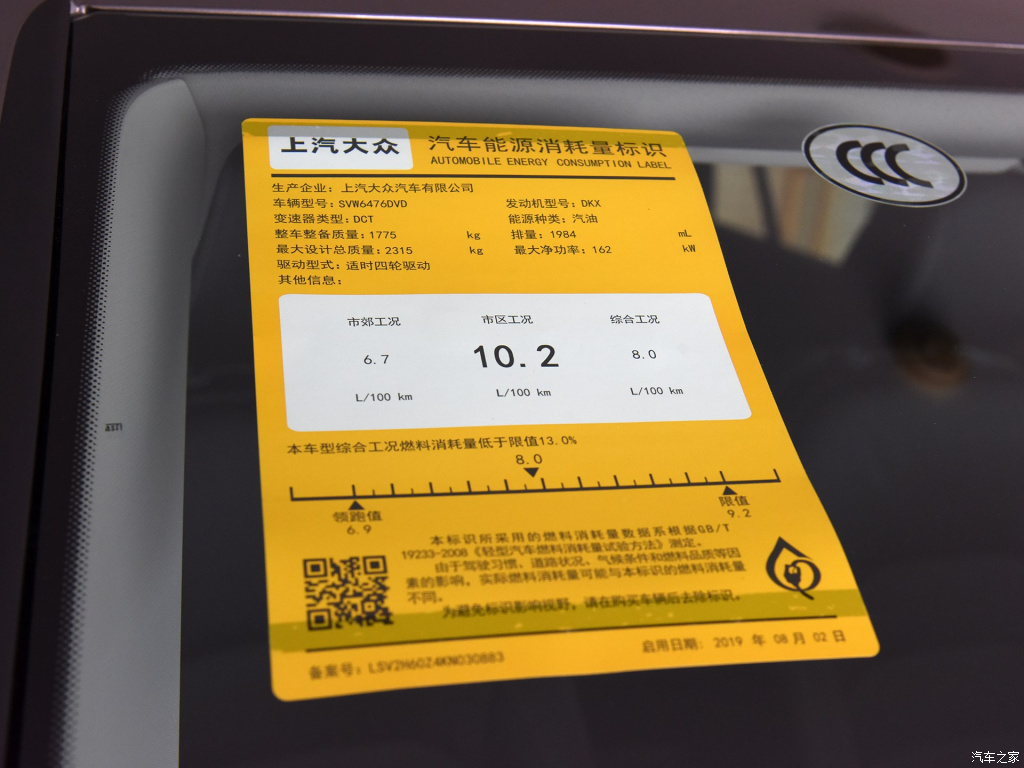 上汽大众
汽车能源消耗量标识
AUTOMOBILE ENERGY CONSUMPTION LABEL
生产企业：上汽大众汽车有限公司
车辆型号：SVW6476DVD 发动机型号：DKX
变速器类型：DCT 能源种类：汽油
整车整备质量：1775 kg 排量：1984 mL
最大设计总质量：2315 kg 最大净功率：162 kW
驱动型式：适时四轮驱动
其他信息：
市郊工况 市区工况 综合工况
6.7 10.2 8.0
L/100 km L/100 km L/100 km
本车型综合工况燃料消耗量低于限值13.0%
8.0
领跑值 限值
6.9 9.2
本标识所采用的燃料消耗量数据系根据GB/T
19233-2008《轻型汽车燃料消耗量试验方法》测定。
由于驾驶习惯、道路状况、气候条件和燃料品质等因
素的影响，实际燃料消耗量可能与本标识的燃料消耗量
不同。
为避免标识影响视野，请在购买车辆后去除标识。
备案号：LSV2H60Z4KN030883 启用日期：2019 年 08 月 02 日
CCC
汽车之家